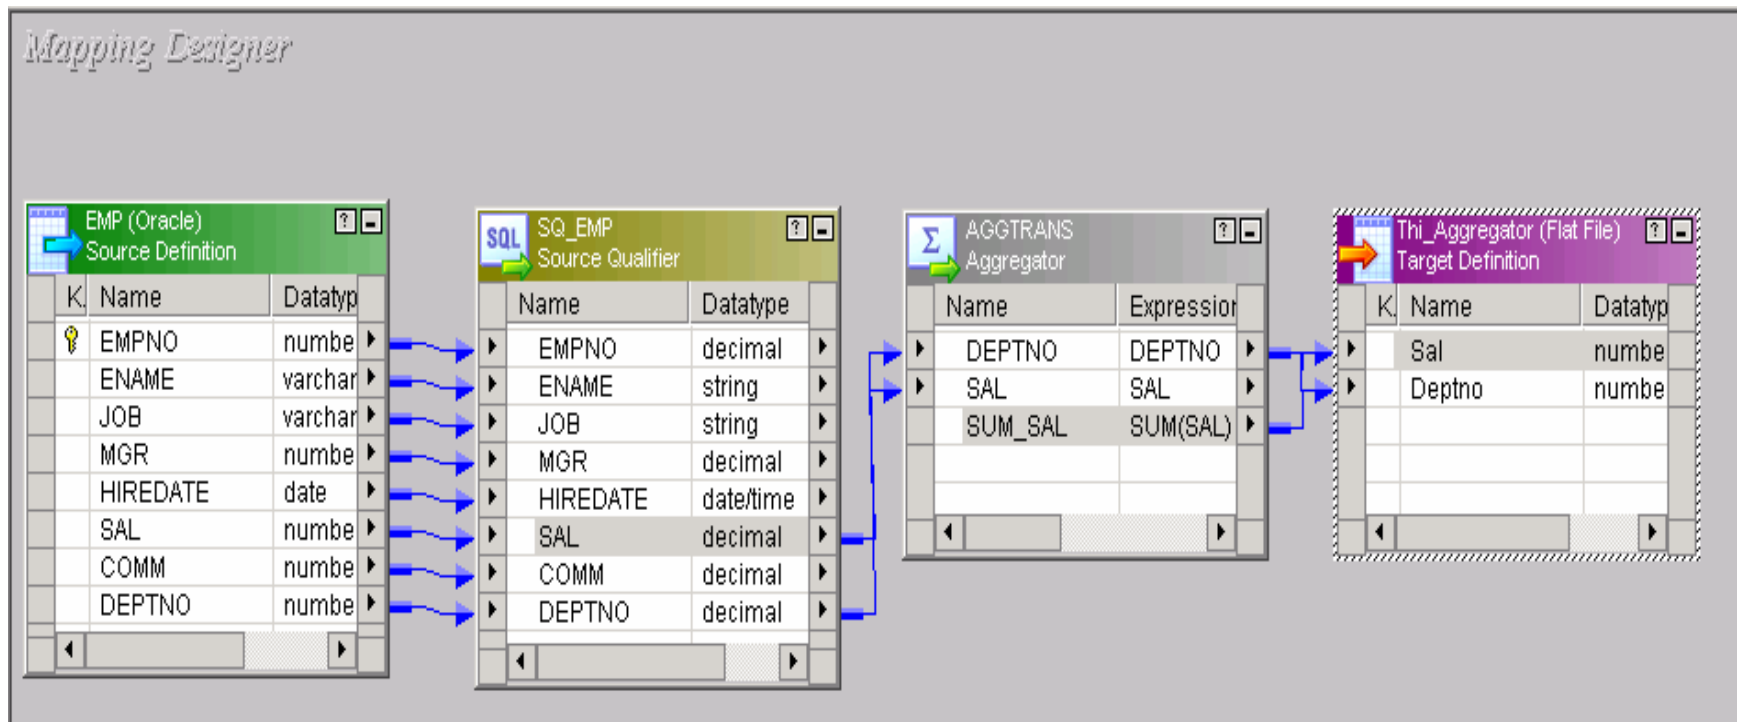 Mapping Designer
EMP (Oracle)
Source Definition
K. Name Datatyp
EMPNO numbe
ENAME varchar
JOB varchar
MGR numbe
HIREDATE date
SAL numbe
COMM numbe
DEPTNO numbe
SQL SQ_EMP
Source Qualifier
Name Datatype
EMPNO decimal
ENAME string
JOB string
MGR decimal
HIREDATE date/time
SAL decimal
COMM decimal
DEPTNO decimal
Σ AGGTRANS
Aggregator
Name Expression
DEPTNO DEPTNO
SAL SAL
SUM_SAL SUM(SAL)
Thi_Aggregator (Flat File)
Target Definition
K. Name Datatyp
Sal numbe
Deptno numbe